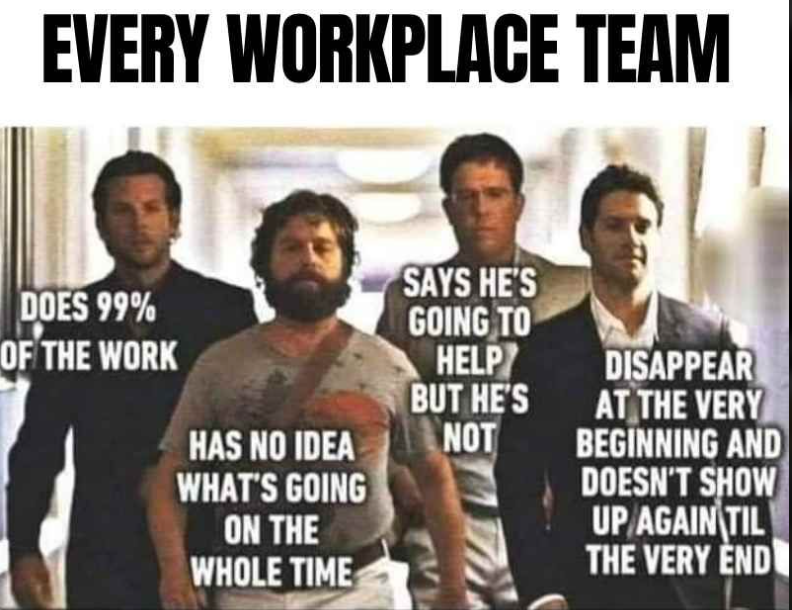 EVERY WORKPLACE TEAM
DOES 99%
OF THE WORK
HAS NO IDEA
WHAT'S GOING
ON THE
WHOLE TIME
SAYS HE'S
GOING TO
HELP
BUT HE'S
NOT
DISAPPEAR
AT THE VERY
BEGINNING AND
DOESN'T SHOW
UP AGAIN TIL
THE VERY END